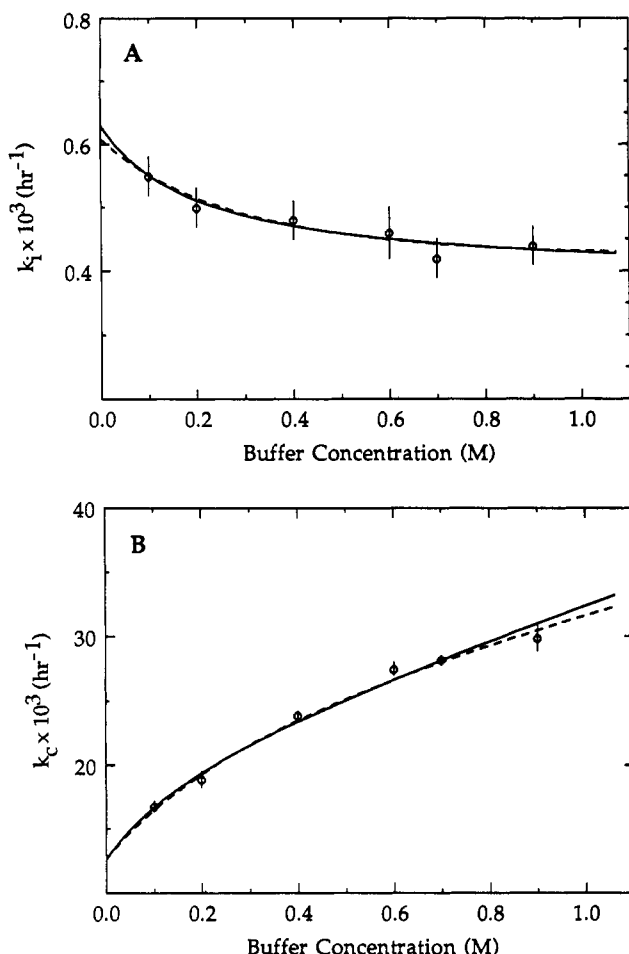 A
0.8
0.6
0.4
k_i x 10^3 (hr^-1)
0.0 0.2 0.4 0.6 0.8 1.0
Buffer Concentration (M)
B
40
30
20
k_c x 10^3 (hr^-1)
0.0 0.2 0.4 0.6 0.8 1.0
Buffer Concentration (M)